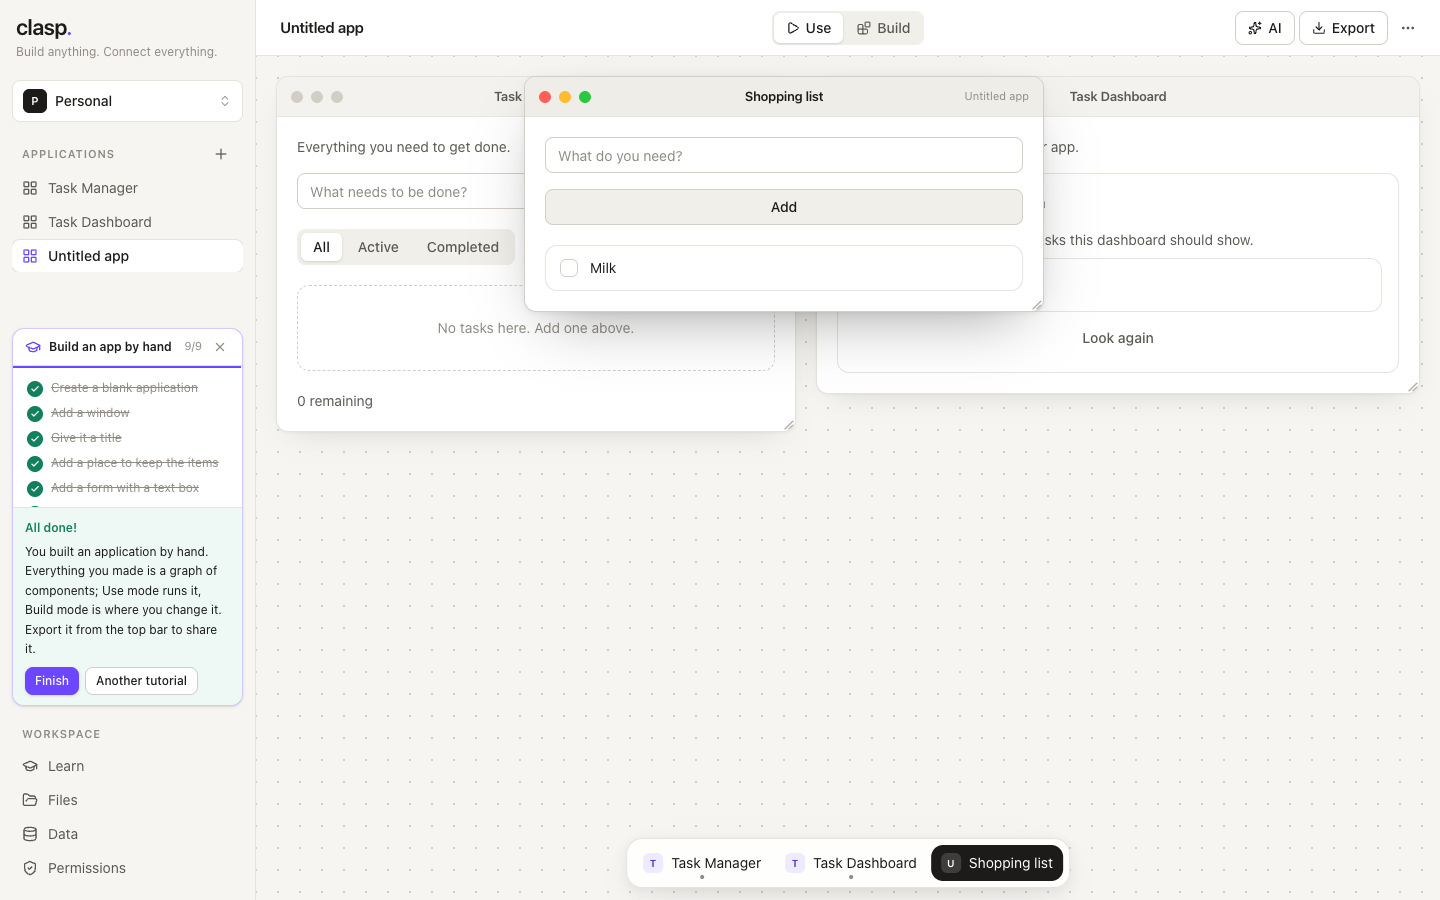 clasp.
Build anything. Connect everything.
P Personal
APPLICATIONS
Task Manager
Task Dashboard
Untitled app
Build an app by hand 9/9
Create a blank application
Add a window
Give it a title
Add a place to keep the items
Add a form with a text box
All done!
You built an application by hand.
Everything you made is a graph of
components; Use mode runs it,
Build mode is where you change it.
Export it from the top bar to share
it.
Finish Another tutorial
WORKSPACE
Learn
Files
Data
Permissions
Untitled app
Use Build
AI Export
Task
Everything you need to get done.
What needs to be done?
All Active Completed
No tasks here. Add one above.
0 remaining
Shopping list Untitled app
What do you need?
Add
Milk
Task Dashboard
app.
this dashboard should show.
Look again
T Task Manager T Task Dashboard U Shopping list